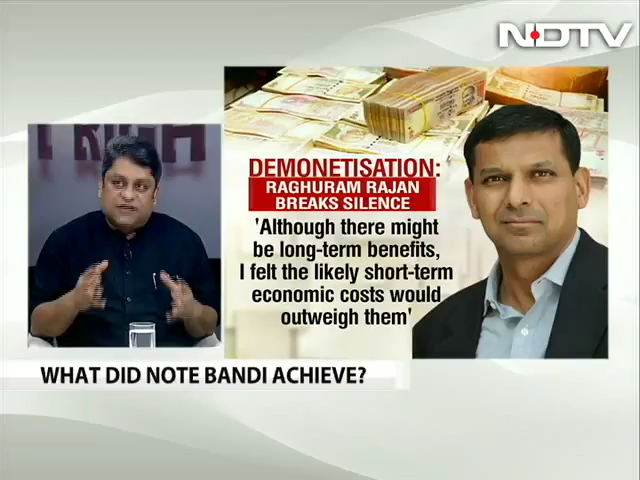 NDTV
DEMONETISATION:
RAGHURAM RAJAN
BREAKS SILENCE
'Although there might
be long-term benefits,
I felt the likely short-term
economic costs would
outweigh them'
WHAT DID NOTE BANDI ACHIEVE?